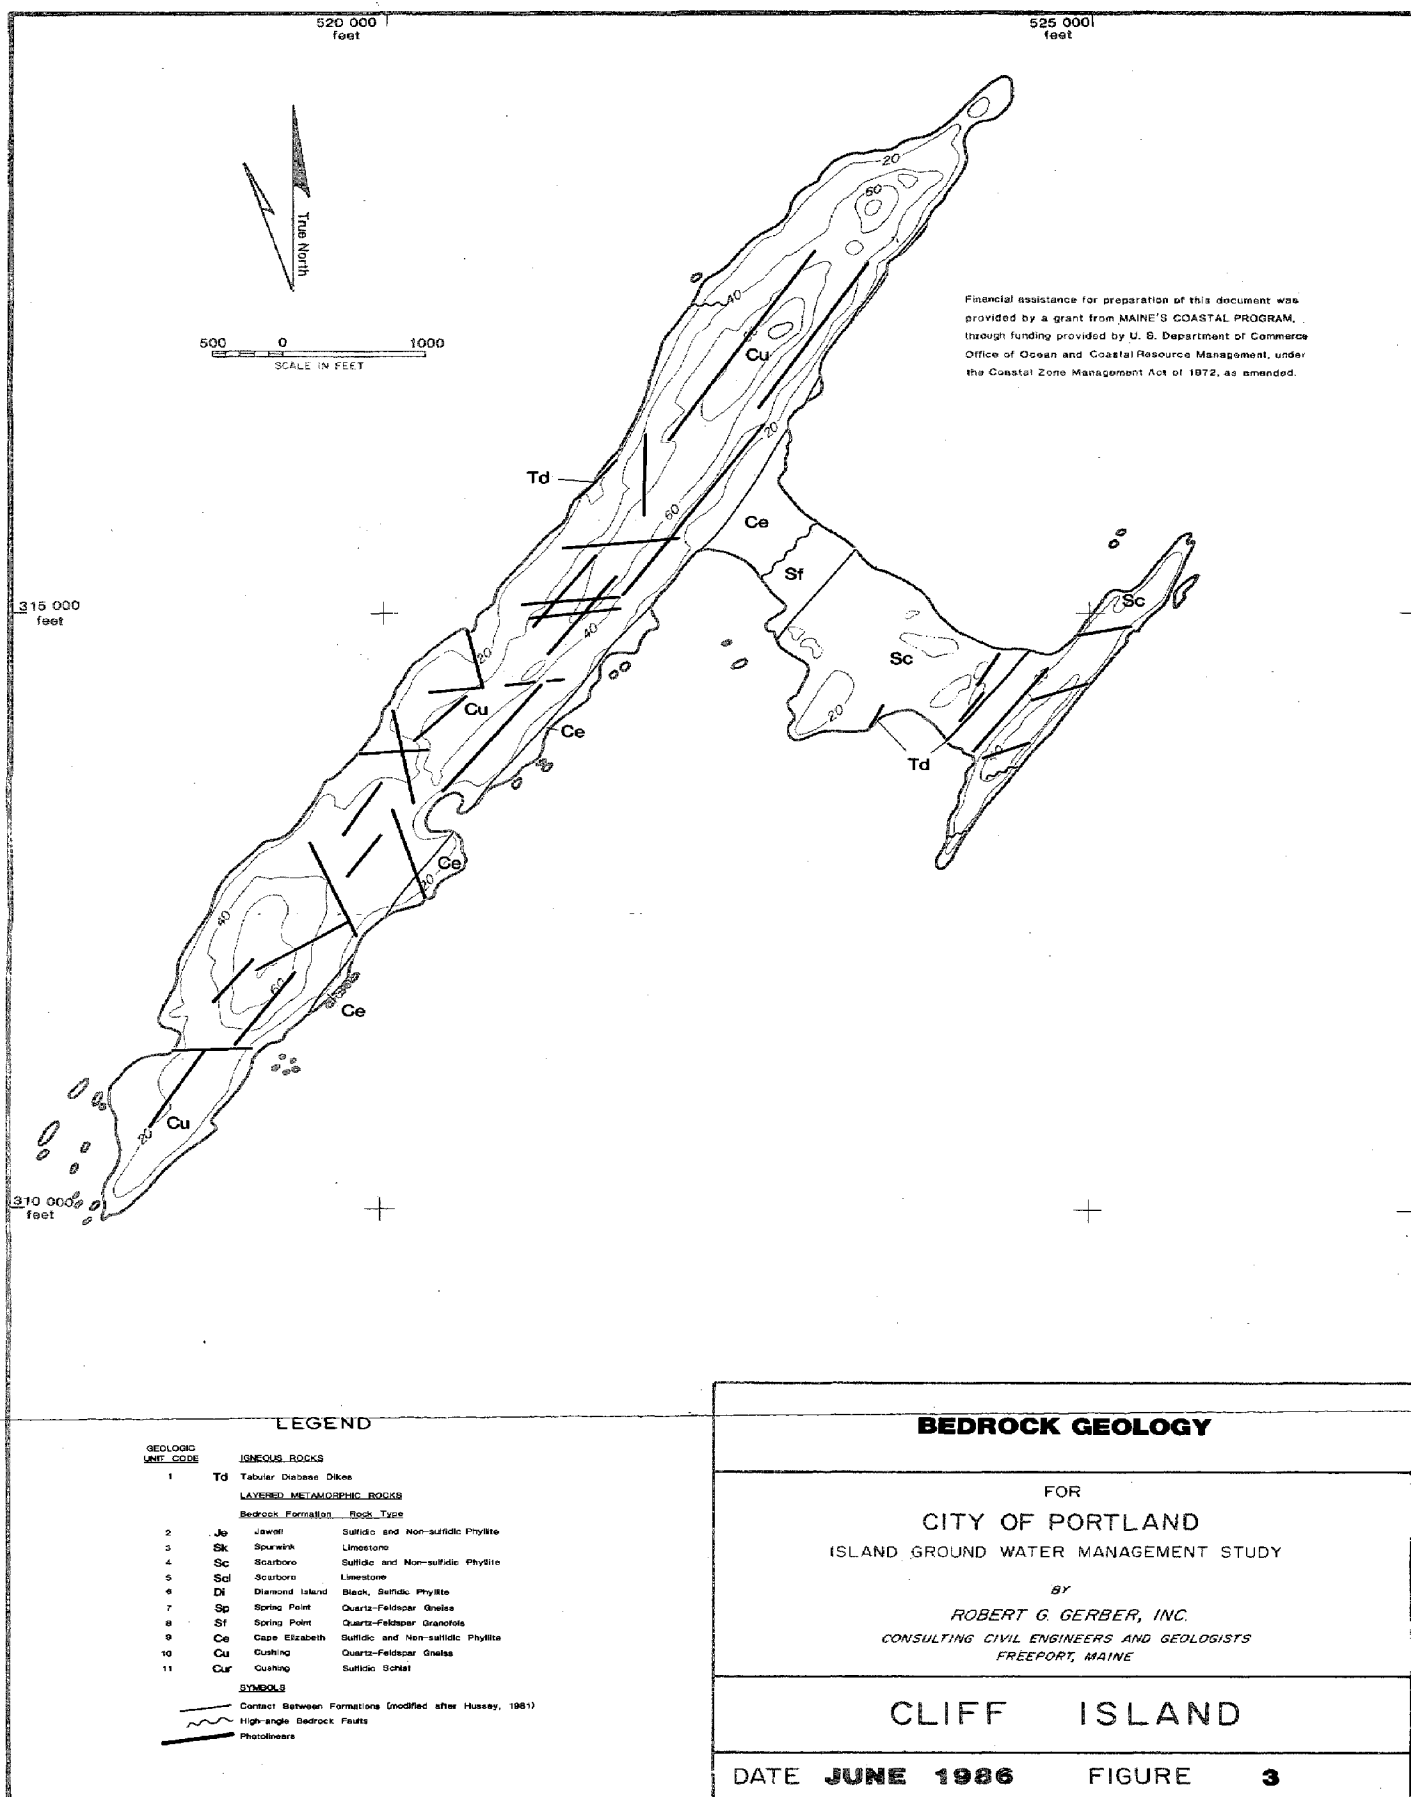 520 000
feet
525 000
feet
True North
500 0 1000
SCALE IN FEET
Financial assistance for preparation of this document was
provided by a grant from MAINE'S COASTAL PROGRAM,
through funding provided by U. S. Department of Commerce
Office of Ocean and Coastal Resource Management, under
the Coastal Zone Management Act of 1972, as amended.
20
60
40
Cu
20
Td
60
Ce
Sf
315 000
feet
Sc
40
20
Sc
Cu
20
Ce
Td
Ce
20
40
60
Ce
Cu
20
310 000
feet
LEGEND
GEOLOGIC
UNIT CODE IGNEOUS ROCKS
1 Td Tabular Diabase Dikes
LAYERED METAMORPHIC ROCKS
Bedrock Formation Rock Type
2 Je Jewell Sulfidic and Non-sulfidic Phyllite
3 Sk Spurwink Limestone
4 Sc Scarboro Sulfidic and Non-sulfidic Phyllite
5 Scl Scarboro Limestone
6 Di Diamond Island Black, Sulfidic Phyllite
7 Sp Spring Point Quartz-Feldspar Gneiss
8 Sf Spring Point Quartz-Feldspar Granofels
9 Ce Cape Elizabeth Sulfidic and Non-sulfidic Phyllite
10 Cu Cushing Quartz-Feldspar Gneiss
11 Cur Cushing Sulfidic Schist
SYMBOLS
Contact Between Formations (modified after Hussey, 1981)
High-angle Bedrock Faults
Photolinears
BEDROCK GEOLOGY
FOR
CITY OF PORTLAND
ISLAND GROUND WATER MANAGEMENT STUDY
BY
ROBERT G. GERBER, INC.
CONSULTING CIVIL ENGINEERS AND GEOLOGISTS
FREEPORT, MAINE
CLIFF ISLAND
DATE JUNE 1986 FIGURE 3